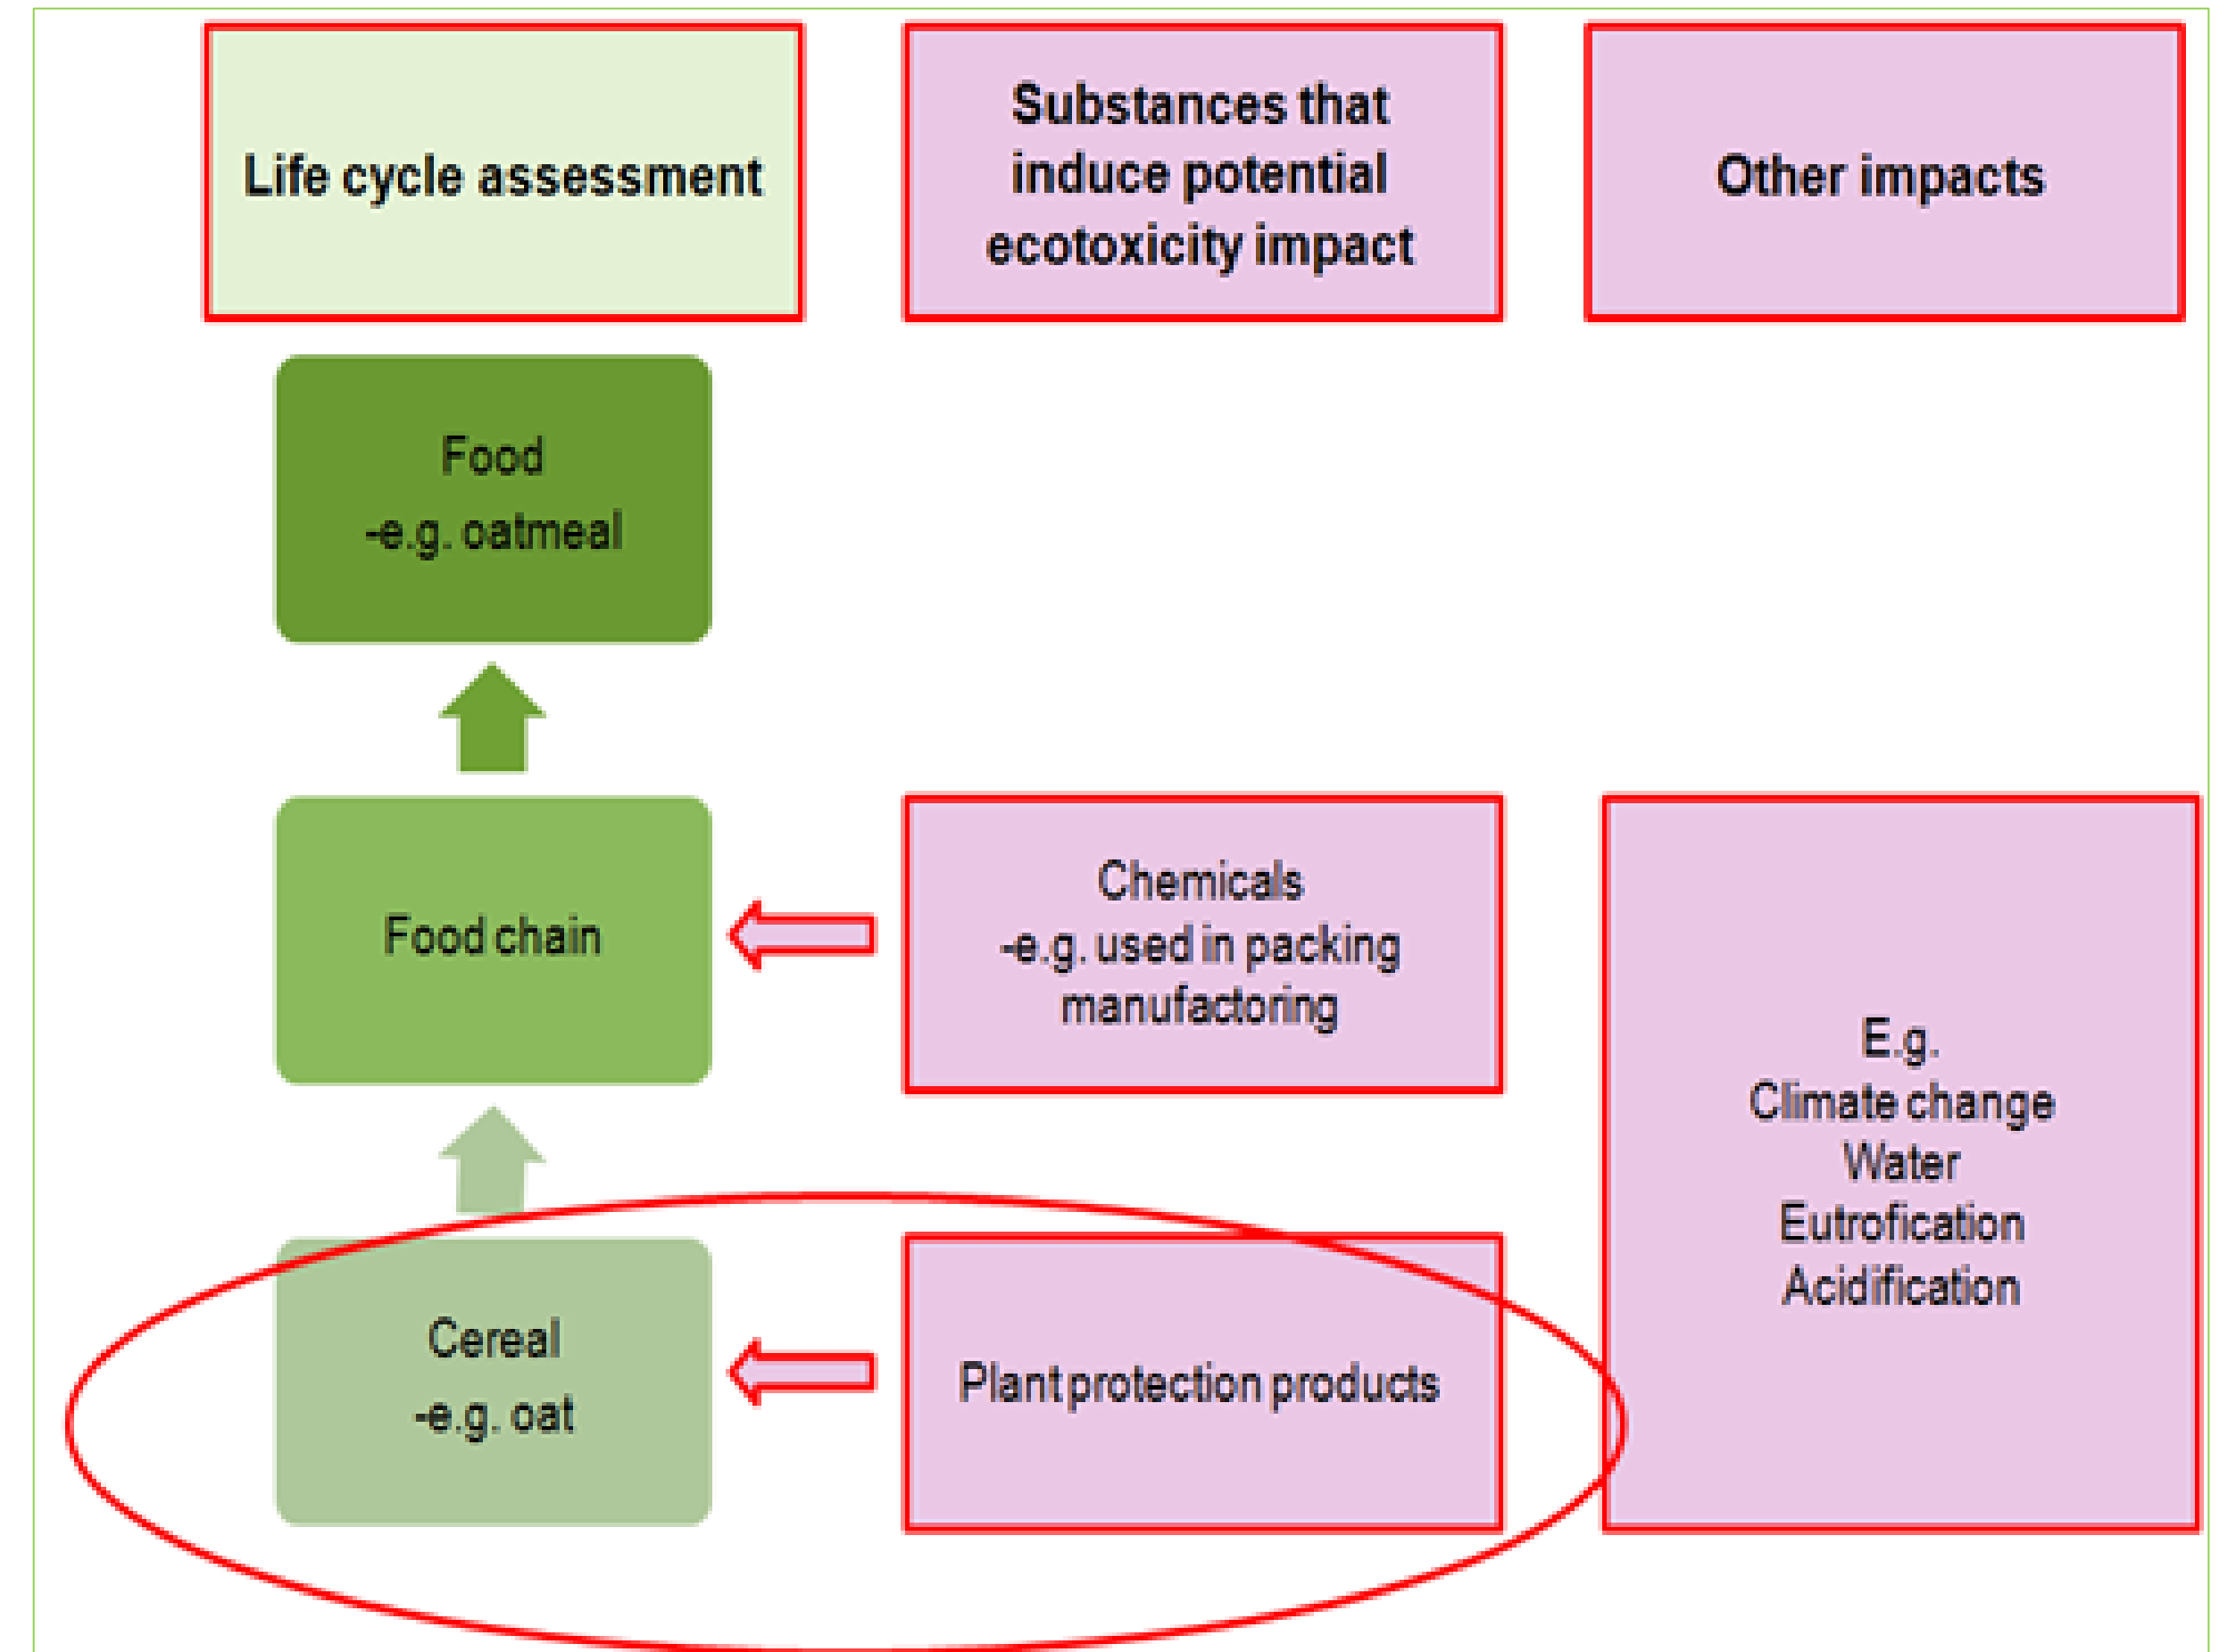 Life cycle assessment
Substances that
induce potential
ecotoxicity impact
Other impacts
Food
-e.g. oatmeal
Food chain
Chemicals
-e.g. used in packing
manufactoring
E.g.
Climate change
Water
Eutrofication
Acidification
Cereal
-e.g. oat
Plant protection products